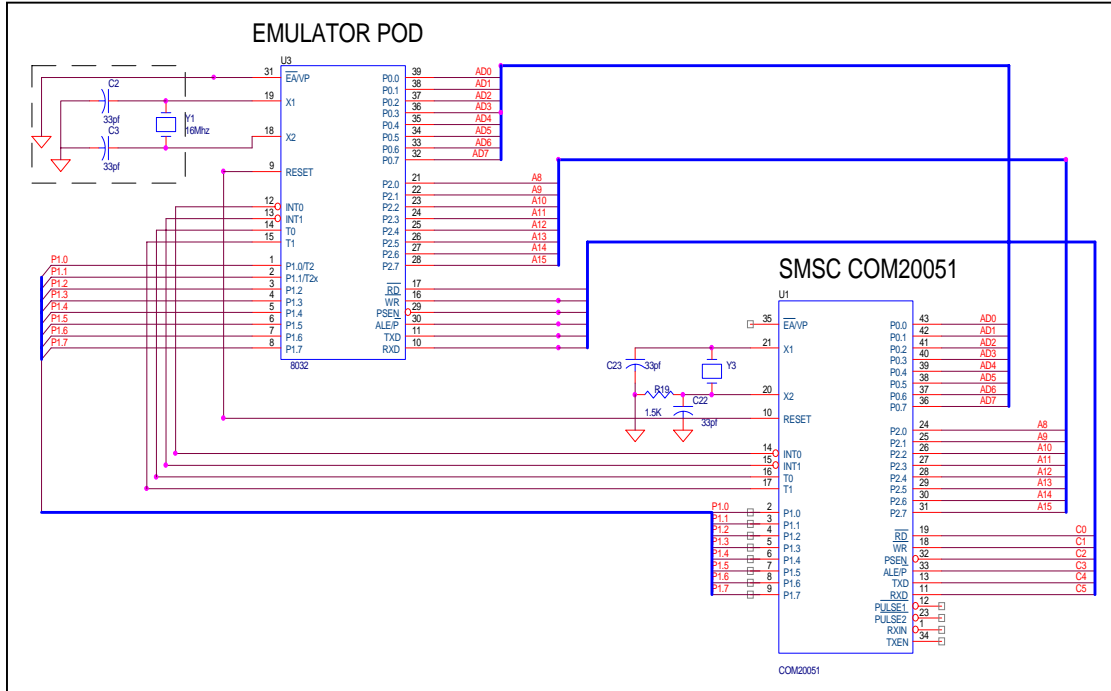 EMULATOR POD
U3
31 EA/VP P0.0 39 AD0
P0.1 38 AD1
19 X1 P0.2 37 AD2
P0.3 36 AD3
P0.4 35 AD4
18 X2 P0.5 34 AD5
P0.6 33 AD6
P0.7 32 AD7
9 RESET
P2.0 21 A8
P2.1 22 A9
12 INT0 P2.2 23 A10
13 INT1 P2.3 24 A11
14 T0 P2.4 25 A12
15 T1 P2.5 26 A13
P2.6 27 A14
P2.7 28 A15
P1.0 1 P1.0/T2
P1.1 2 P1.1/T2x
P1.2 3 P1.2 RD 17
P1.3 4 P1.3 WR 16
P1.4 5 P1.4 PSEN 29
P1.5 6 P1.5 ALE/P 30
P1.6 7 P1.6 TXD 11
P1.7 8 P1.7 RXD 10
8032
C2
33pf
C3
33pf
Y1
16Mhz
SMSC COM20051
U1
35 EA/VP P0.0 43 AD0
P0.1 42 AD1
21 X1 P0.2 41 AD2
P0.3 40 AD3
P0.4 39 AD4
P0.5 38 AD5
20 X2 P0.6 37 AD6
P0.7 36 AD7
10 RESET
P2.0 24 A8
P2.1 25 A9
14 INT0 P2.2 26 A10
15 INT1 P2.3 27 A11
16 T0 P2.4 28 A12
17 T1 P2.5 29 A13
P2.6 30 A14
P2.7 31 A15
P1.0 2 P1.0
P1.1 3 P1.1
P1.2 4 P1.2 RD 19 C0
P1.3 5 P1.3 WR 18 C1
P1.4 6 P1.4 PSEN 32 C2
P1.5 7 P1.5 ALE/P 33 C3
P1.6 8 P1.6 TXD 13 C4
P1.7 9 P1.7 RXD 11 C5
PULSE1 12
PULSE2 23
RXIN 1
TXEN 34
COM20051
C23 33pf
Y3
R19
1.5K
C22
33pf